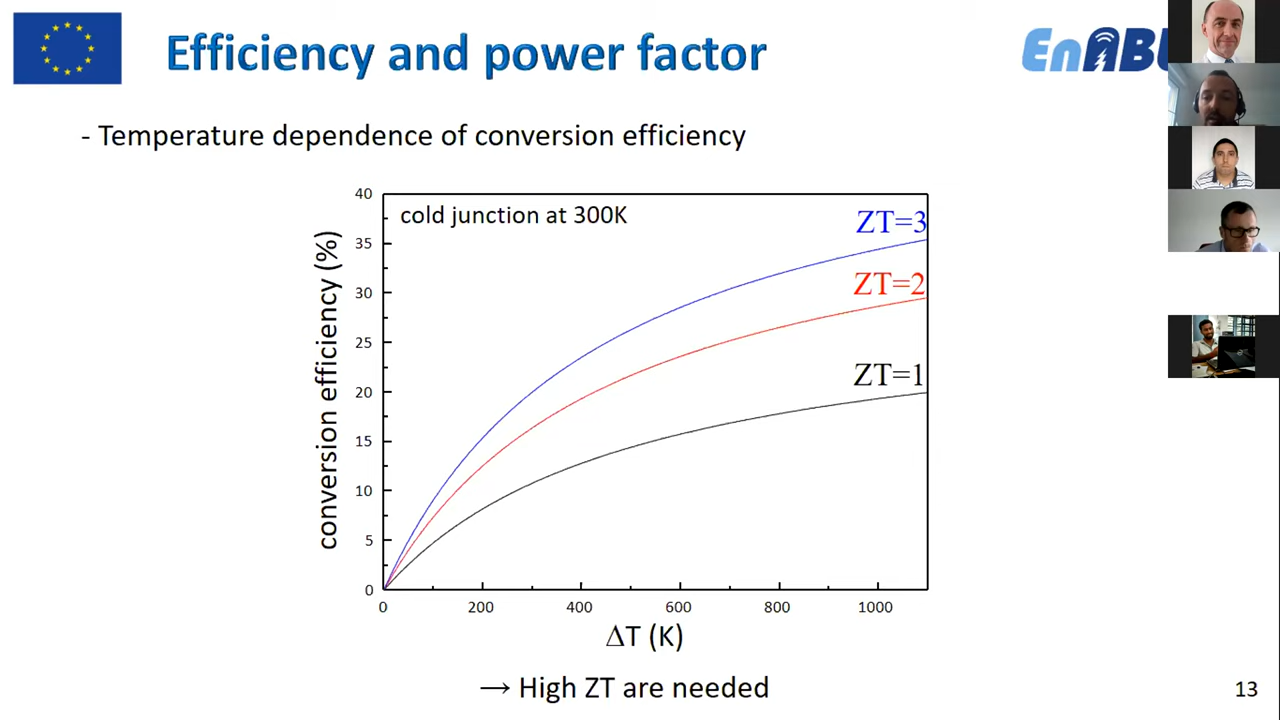 Efficiency and power factor
EnAB
- Temperature dependence of conversion efficiency
cold junction at 300K
ZT=3
ZT=2
ZT=1
conversion efficiency (%)
40
35
30
25
20
15
10
5
0
0 200 400 600 800 1000
ΔT (K)
→ High ZT are needed
13